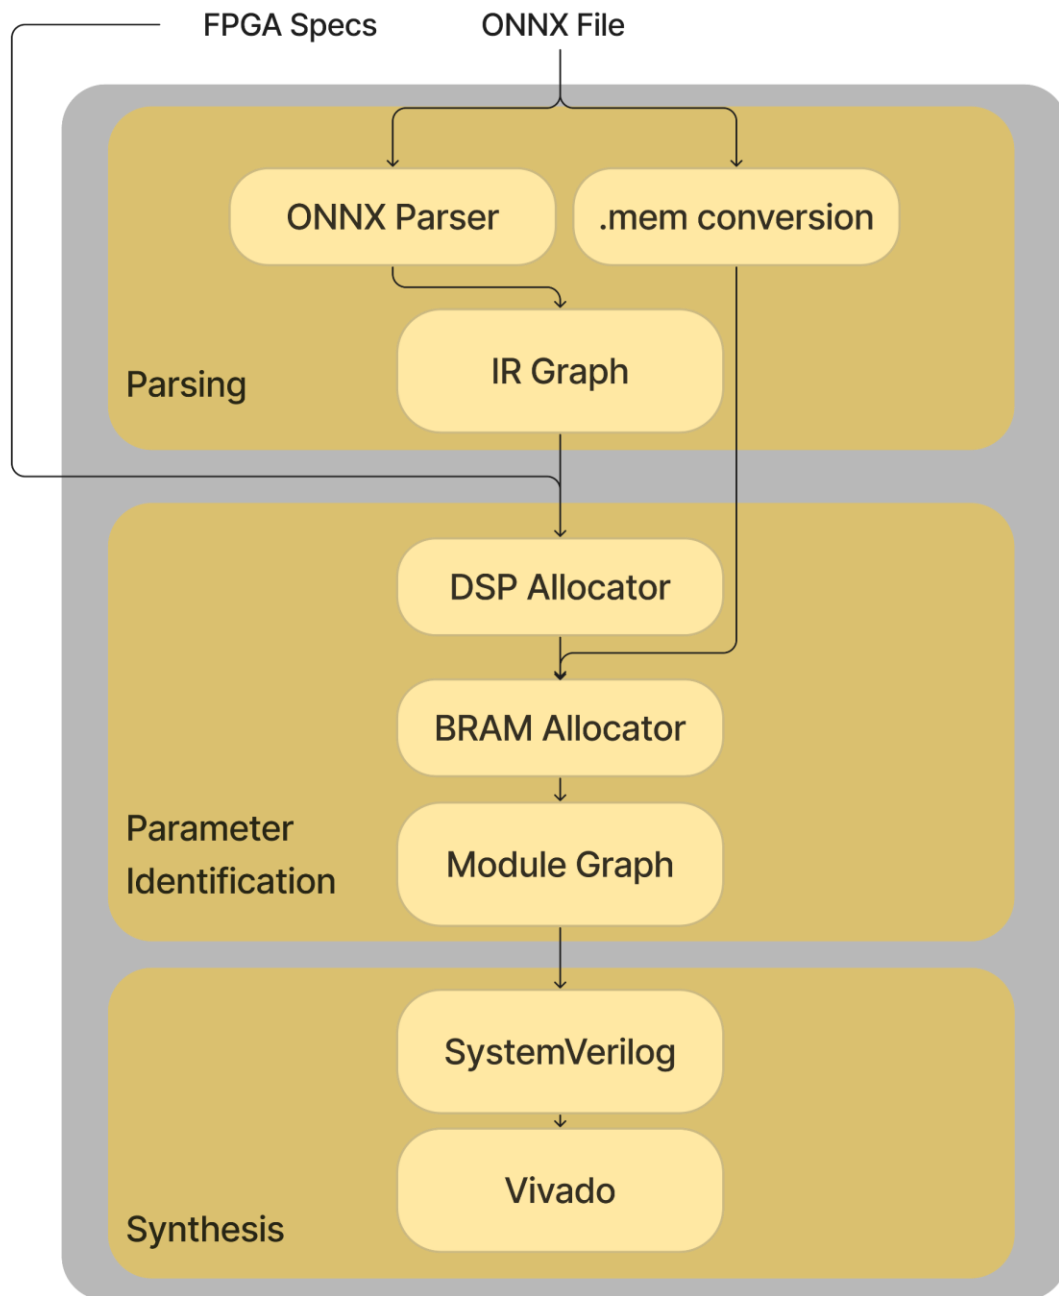 FPGA Specs
ONNX File
ONNX Parser
.mem conversion
IR Graph
Parsing
DSP Allocator
BRAM Allocator
Parameter
Identification
Module Graph
SystemVerilog
Vivado
Synthesis